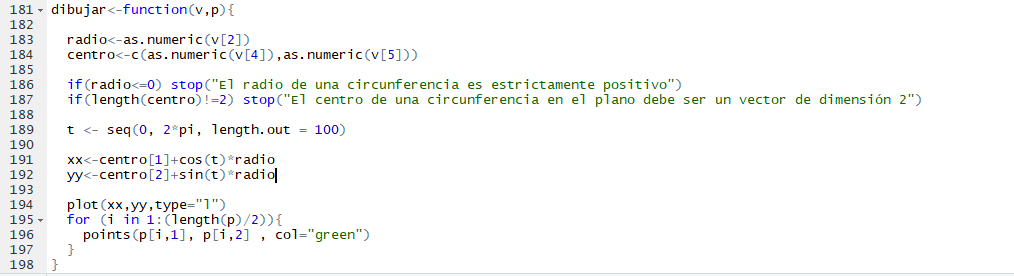 181 dibujar<-function(v,p){
182
183 radio<-as.numeric(v[2])
184 centro<-c(as.numeric(v[4]),as.numeric(v[5]))
185
186 if(radio<=0) stop("El radio de una circunferencia es estrictamente positivo")
187 if(length(centro)!=2) stop("El centro de una circunferencia en el plano debe ser un vector de dimensión 2")
188
189 t <- seq(0, 2*pi, length.out = 100)
190
191 xx<-centro[1]+cos(t)*radio
192 yy<-centro[2]+sin(t)*radio
193
194 plot(xx,yy,type="l")
195 for (i in 1:(length(p)/2)){
196 points(p[i,1], p[i,2] , col="green")
197 }
198 }